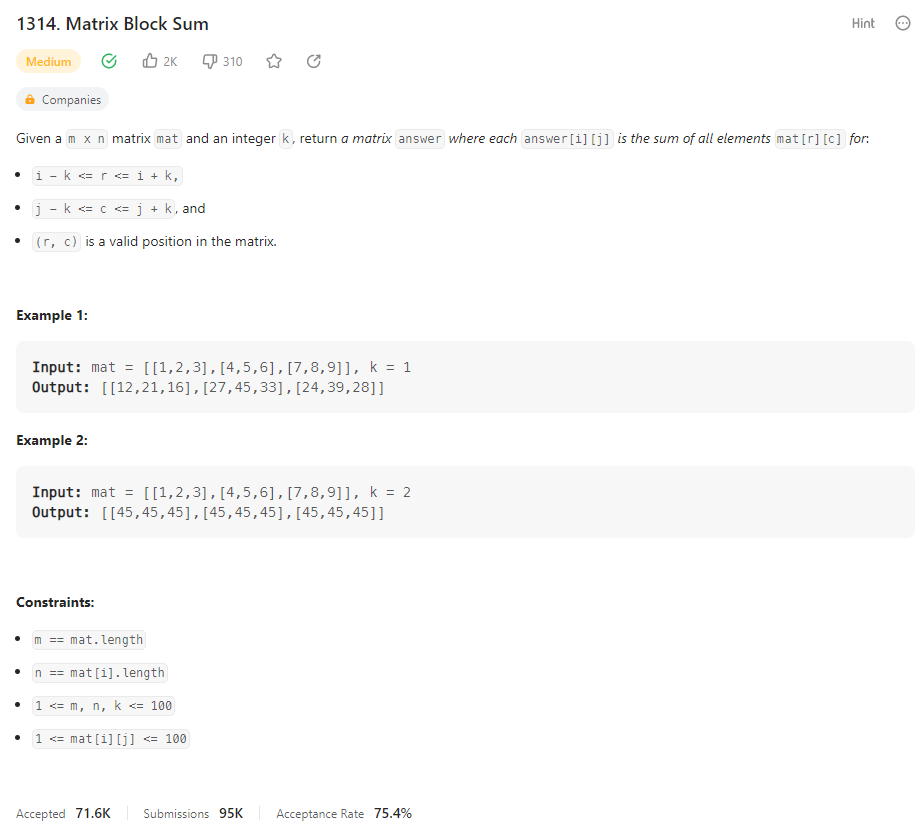 1314. Matrix Block Sum Hint
Medium 2K 310
Companies
Given a m x n matrix mat and an integer k, return a matrix answer where each answer[i][j] is the sum of all elements mat[r][c] for:
• i - k <= r <= i + k,
• j - k <= c <= j + k, and
• (r, c) is a valid position in the matrix.
Example 1:
Input: mat = [[1,2,3],[4,5,6],[7,8,9]], k = 1
Output: [[12,21,16],[27,45,33],[24,39,28]]
Example 2:
Input: mat = [[1,2,3],[4,5,6],[7,8,9]], k = 2
Output: [[45,45,45],[45,45,45],[45,45,45]]
Constraints:
• m == mat.length
• n == mat[i].length
• 1 <= m, n, k <= 100
• 1 <= mat[i][j] <= 100
Accepted 71.6K Submissions 95K Acceptance Rate 75.4%